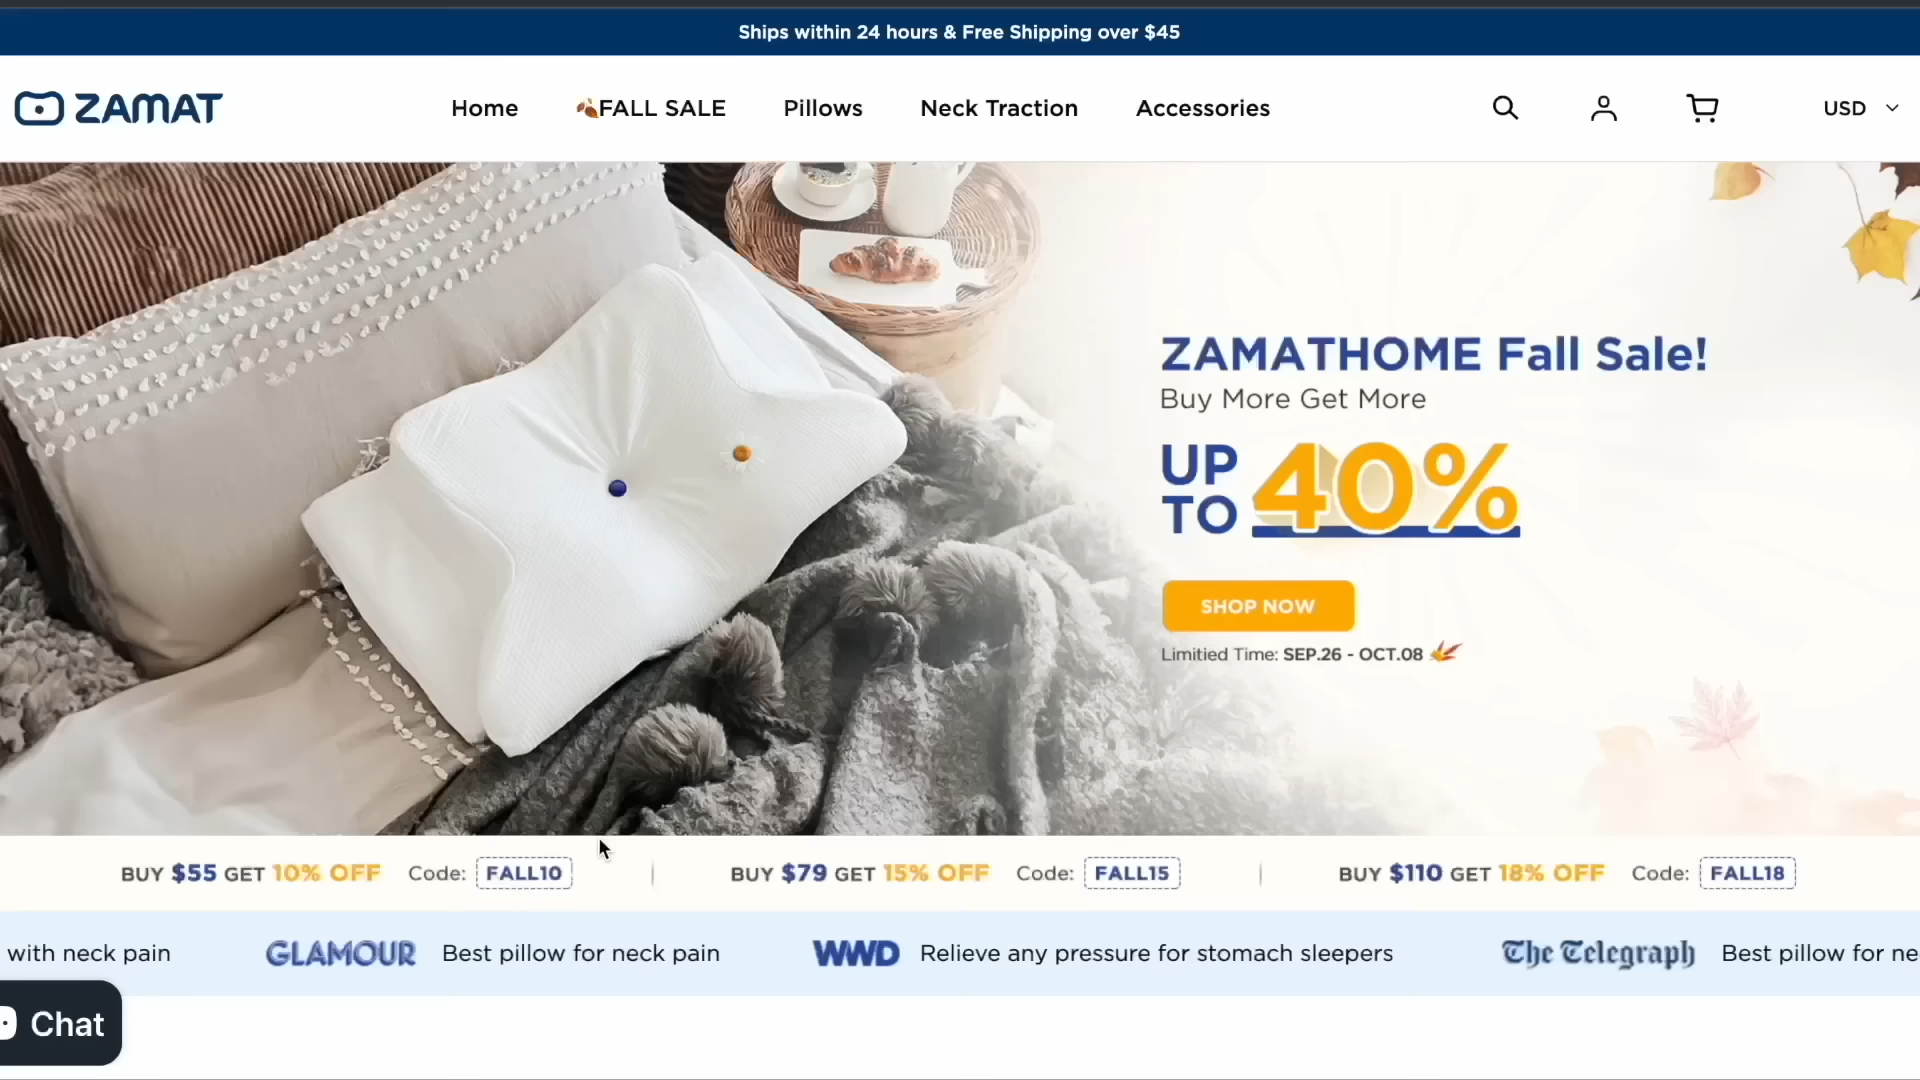 Ships within 24 hours & Free Shipping over $45
ZAMAT
Home
FALL SALE
Pillows
Neck Traction
Accessories
USD
ZAMATHOME Fall Sale!
Buy More Get More
UP TO 40%
SHOP NOW
Limitied Time: SEP.26 - OCT.08
BUY $55 GET 10% OFF Code: FALL10
BUY $79 GET 15% OFF Code: FALL15
BUY $110 GET 18% OFF Code: FALL18
with neck pain
GLAMOUR Best pillow for neck pain
WWD Relieve any pressure for stomach sleepers
The Telegraph Best pillow for ne
Chat